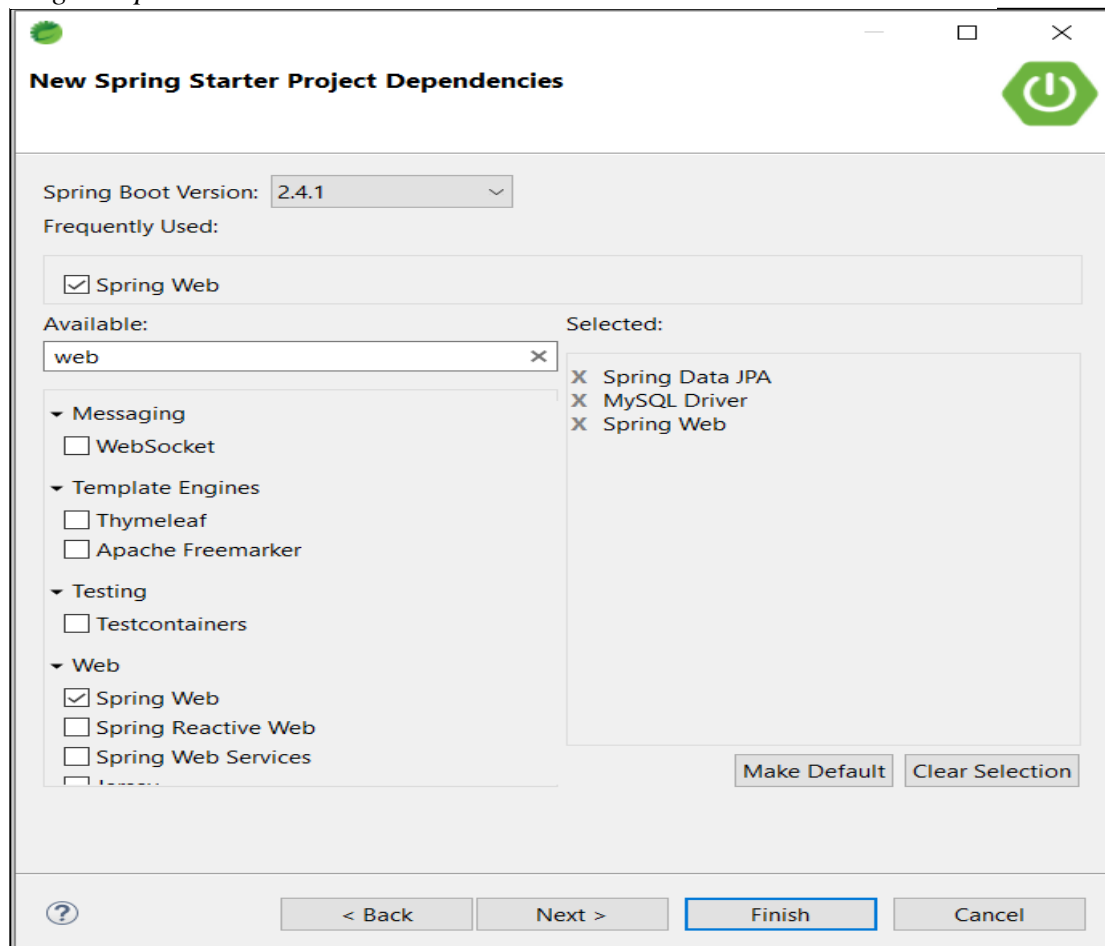 New Spring Starter Project Dependencies
Spring Boot Version: 2.4.1
Frequently Used:
Spring Web
Available:
Selected:
web
X Spring Data JPA
X MySQL Driver
X Spring Web
Messaging
WebSocket
Template Engines
Thymeleaf
Apache Freemarker
Testing
Testcontainers
Web
Spring Web
Spring Reactive Web
Spring Web Services
Make Default
Clear Selection
?
< Back
Next >
Finish
Cancel